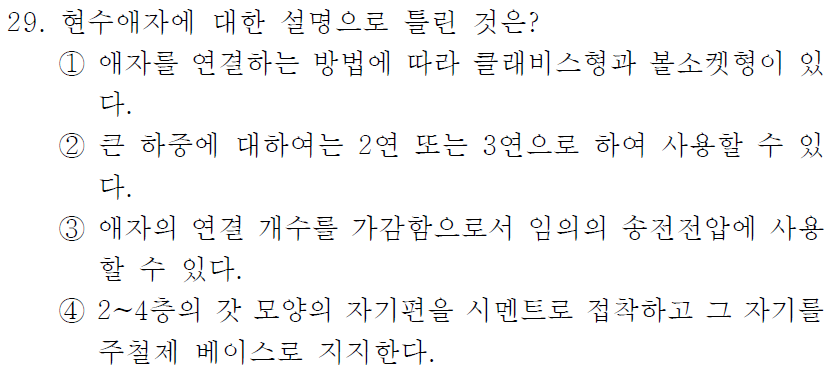 29. 현수애자에 대한 설명으로 틀린 것은?
① 애자를 연결하는 방법에 따라 클래비스형과 볼소켓형이 있
다.
② 큰 하중에 대하여는 2연 또는 3연으로 하여 사용할 수 있
다.
③ 애자의 연결 개수를 가감함으로서 임의의 송전전압에 사용
할 수 있다.
④ 2~4층의 갓 모양의 자기편을 시멘트로 접착하고 그 자기를
주철제 베이스로 지지한다.